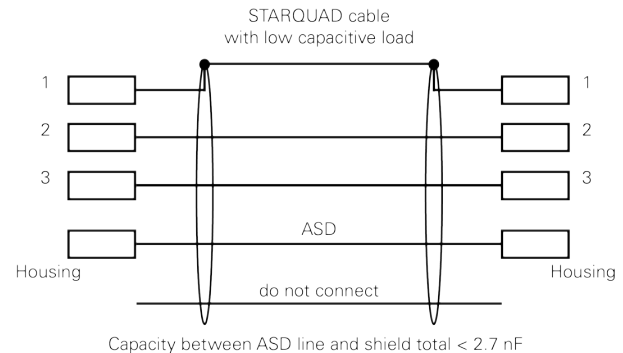 STARQUAD cable
with low capacitive load
1
1
2
2
3
3
ASD
Housing
Housing
do not connect
Capacity between ASD line and shield total < 2.7 nF